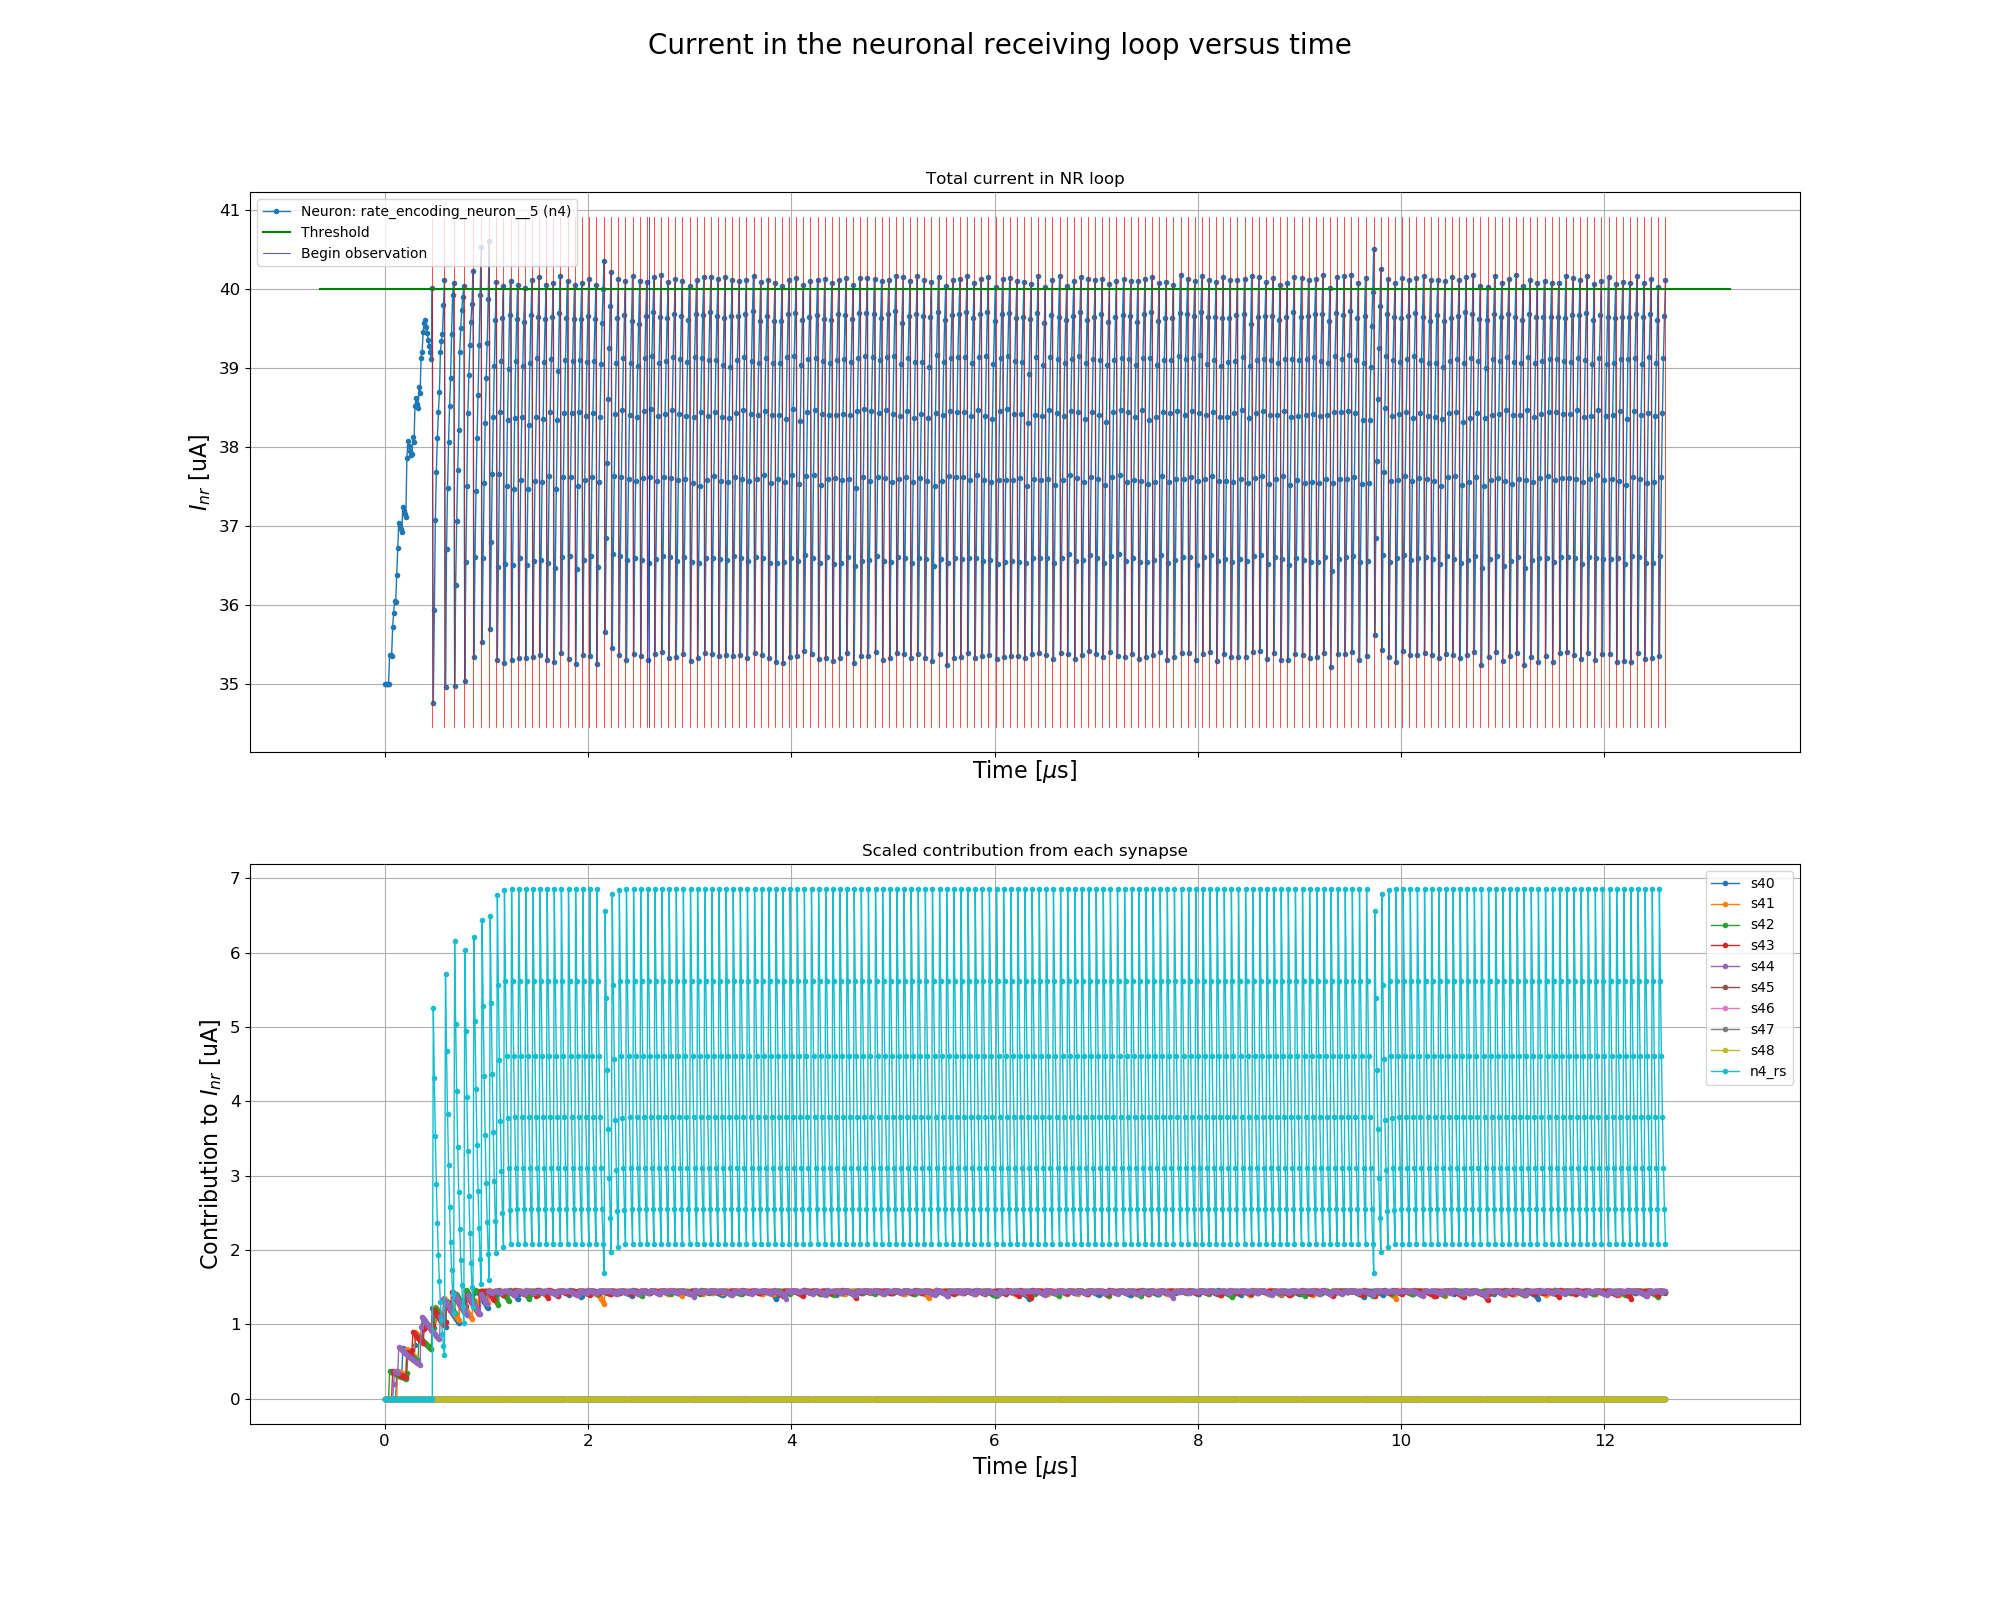 Current in the neuronal receiving loop versus time
Total current in NR loop
Neuron: rate_encoding_neuron__5 (n4)
Threshold
Begin observation
41
40
39
38
37
36
35
I_nr [uA]
Time [μs]
Scaled contribution from each synapse
s40
s41
s42
s43
s44
s45
s46
s47
s48
n4_rs
7
6
5
4
3
2
1
0
Contribution to I_nr [uA]
0 2 4 6 8 10 12
Time [μs]